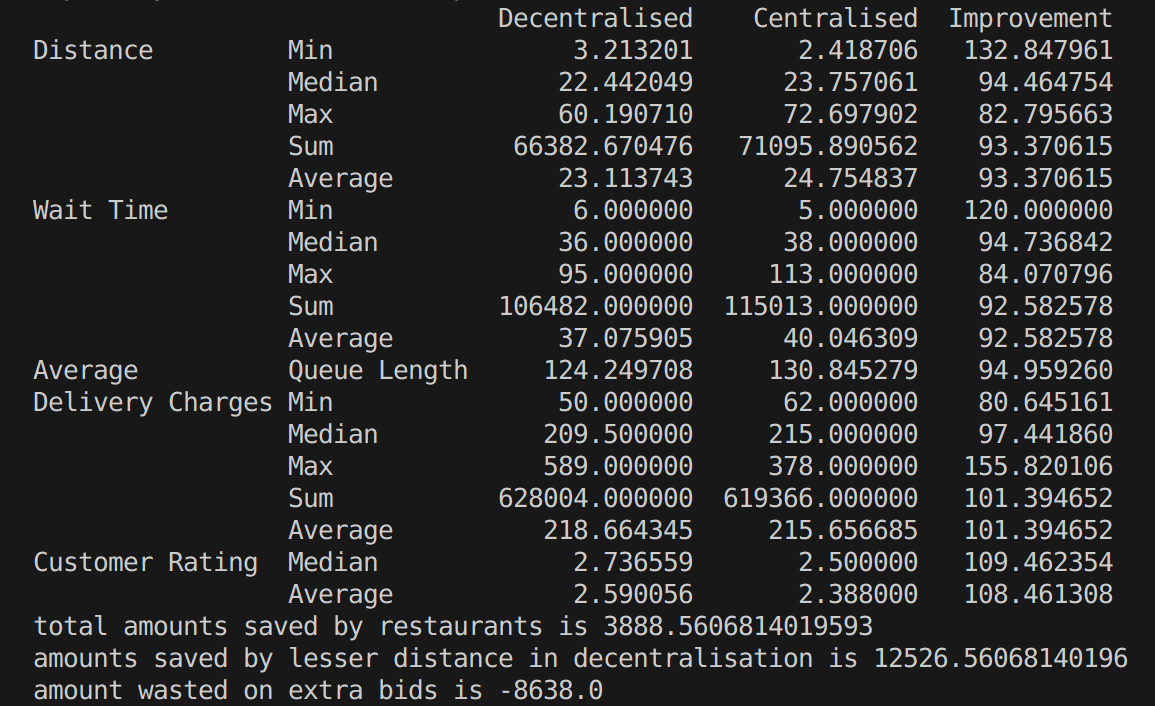 Decentralised Centralised Improvement
Distance Min 3.213201 2.418706 132.847961
Median 22.442049 23.757061 94.464754
Max 60.190710 72.697902 82.795663
Sum 66382.670476 71095.890562 93.370615
Average 23.113743 24.754837 93.370615
Wait Time Min 6.000000 5.000000 120.000000
Median 36.000000 38.000000 94.736842
Max 95.000000 113.000000 84.070796
Sum 106482.000000 115013.000000 92.582578
Average 37.075905 40.046309 92.582578
Average Queue Length 124.249708 130.845279 94.959260
Delivery Charges Min 50.000000 62.000000 80.645161
Median 209.500000 215.000000 97.441860
Max 589.000000 378.000000 155.820106
Sum 628004.000000 619366.000000 101.394652
Average 218.664345 215.656685 101.394652
Customer Rating Median 2.736559 2.500000 109.462354
Average 2.590056 2.388000 108.461308
total amounts saved by restaurants is 3888.5606814019593
amounts saved by lesser distance in decentralisation is 12526.56068140196
amount wasted on extra bids is -8638.0